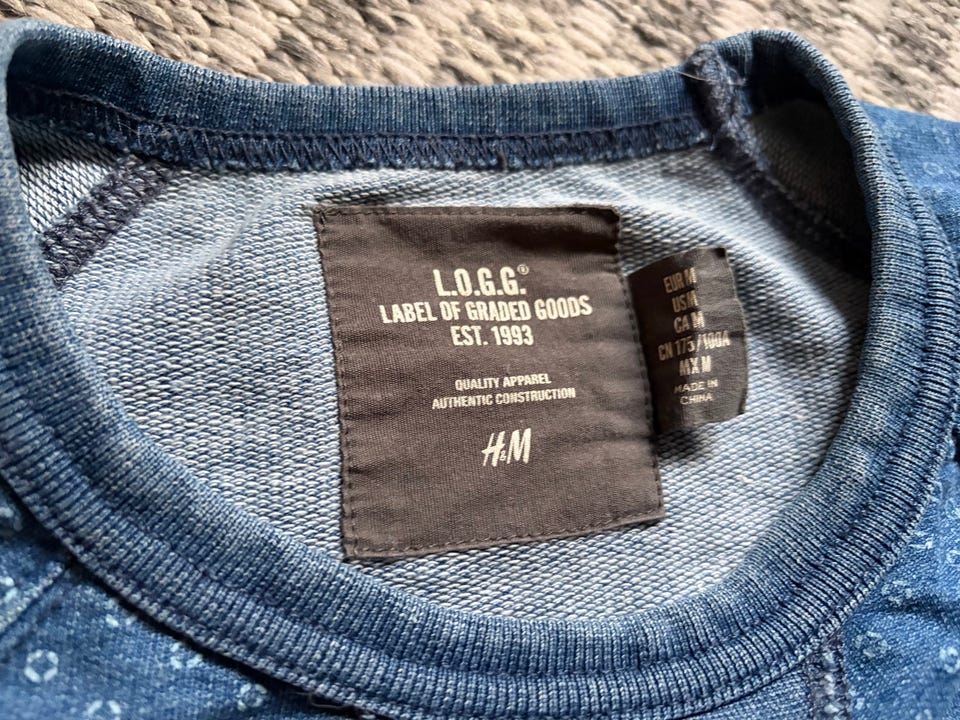 L.O.G.G.®
LABEL OF GRADED GOODS
EST. 1993
QUALITY APPAREL
AUTHENTIC CONSTRUCTION
H&M
EUR M
US M
CA M
CN 175/100A
MX M
MADE IN
CHINA